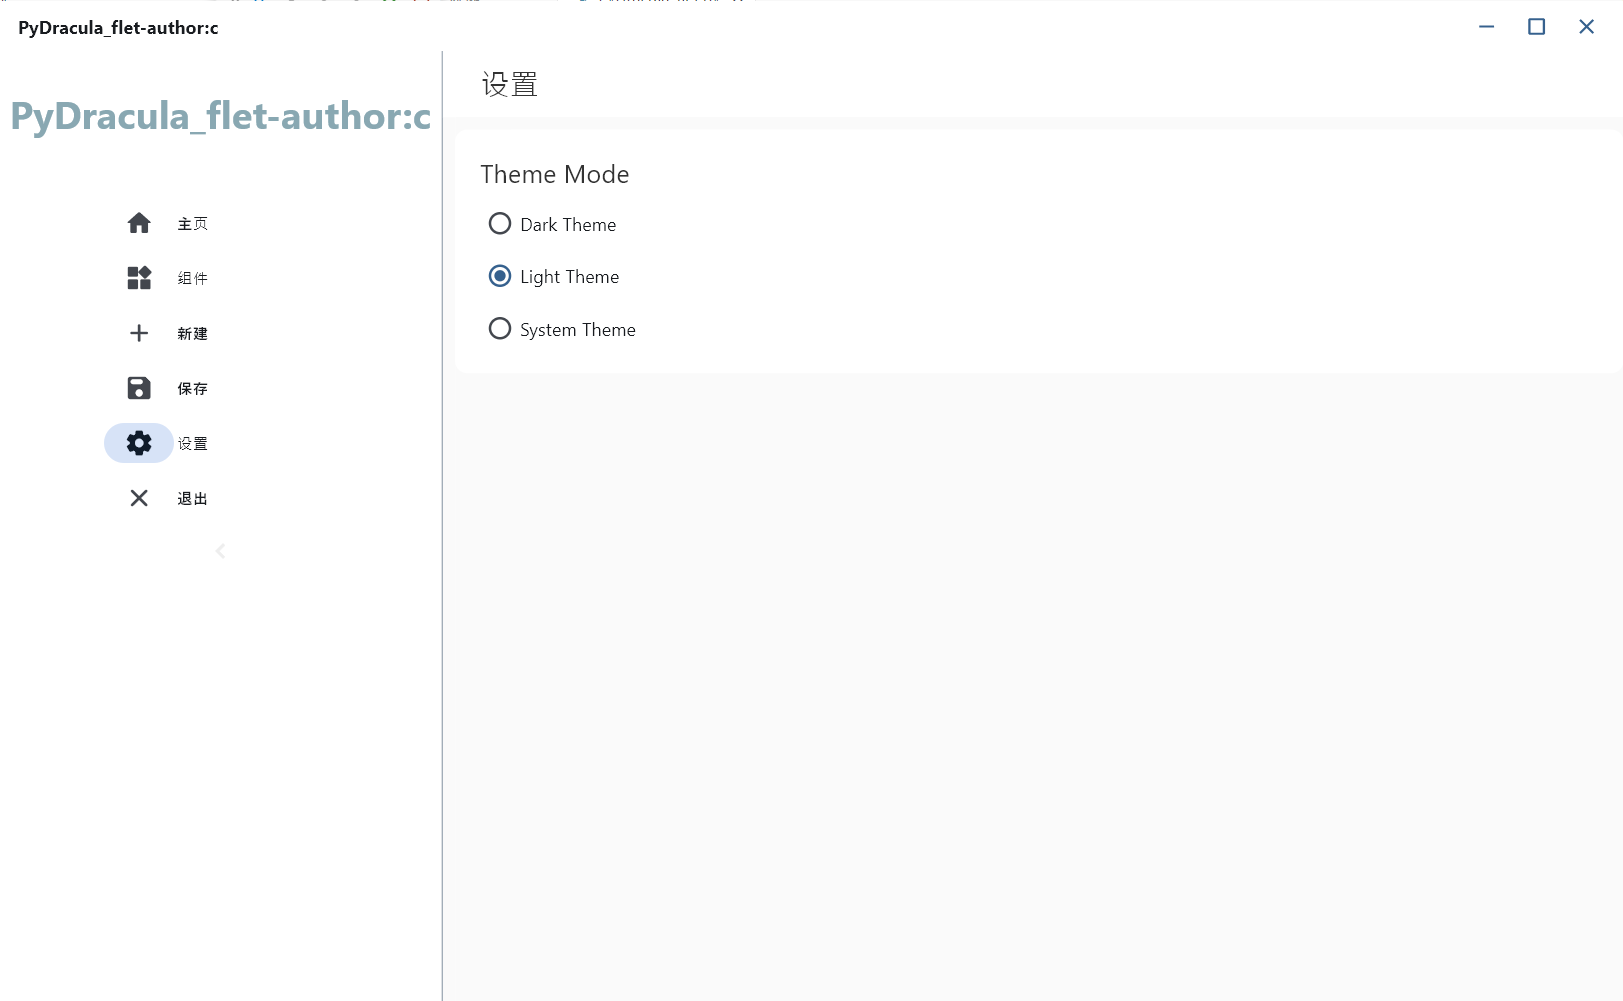 PyDracula_flet-author:c
PyDracula_flet-author:c
主页
组件
新建
保存
设置
退出
设置
Theme Mode
Dark Theme
Light Theme
System Theme